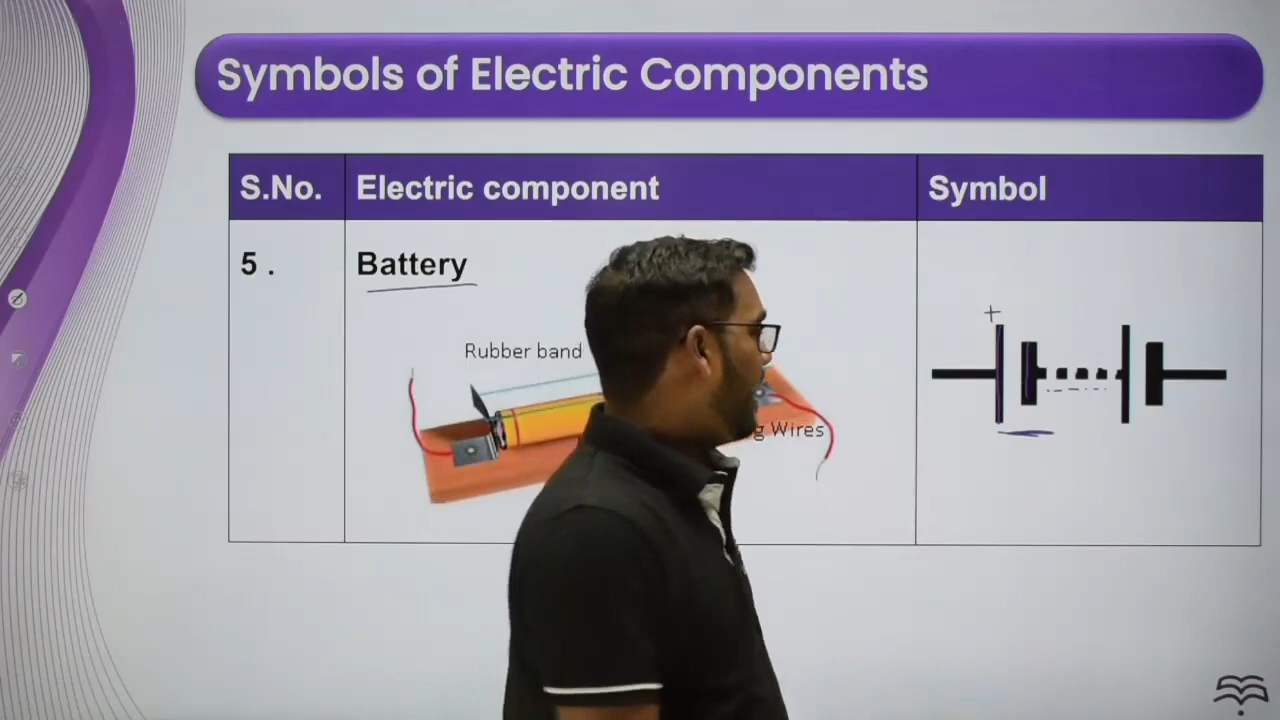 Symbols of Electric Components
S.No. Electric component Symbol
5 . Battery
+
Rubber band
Wires